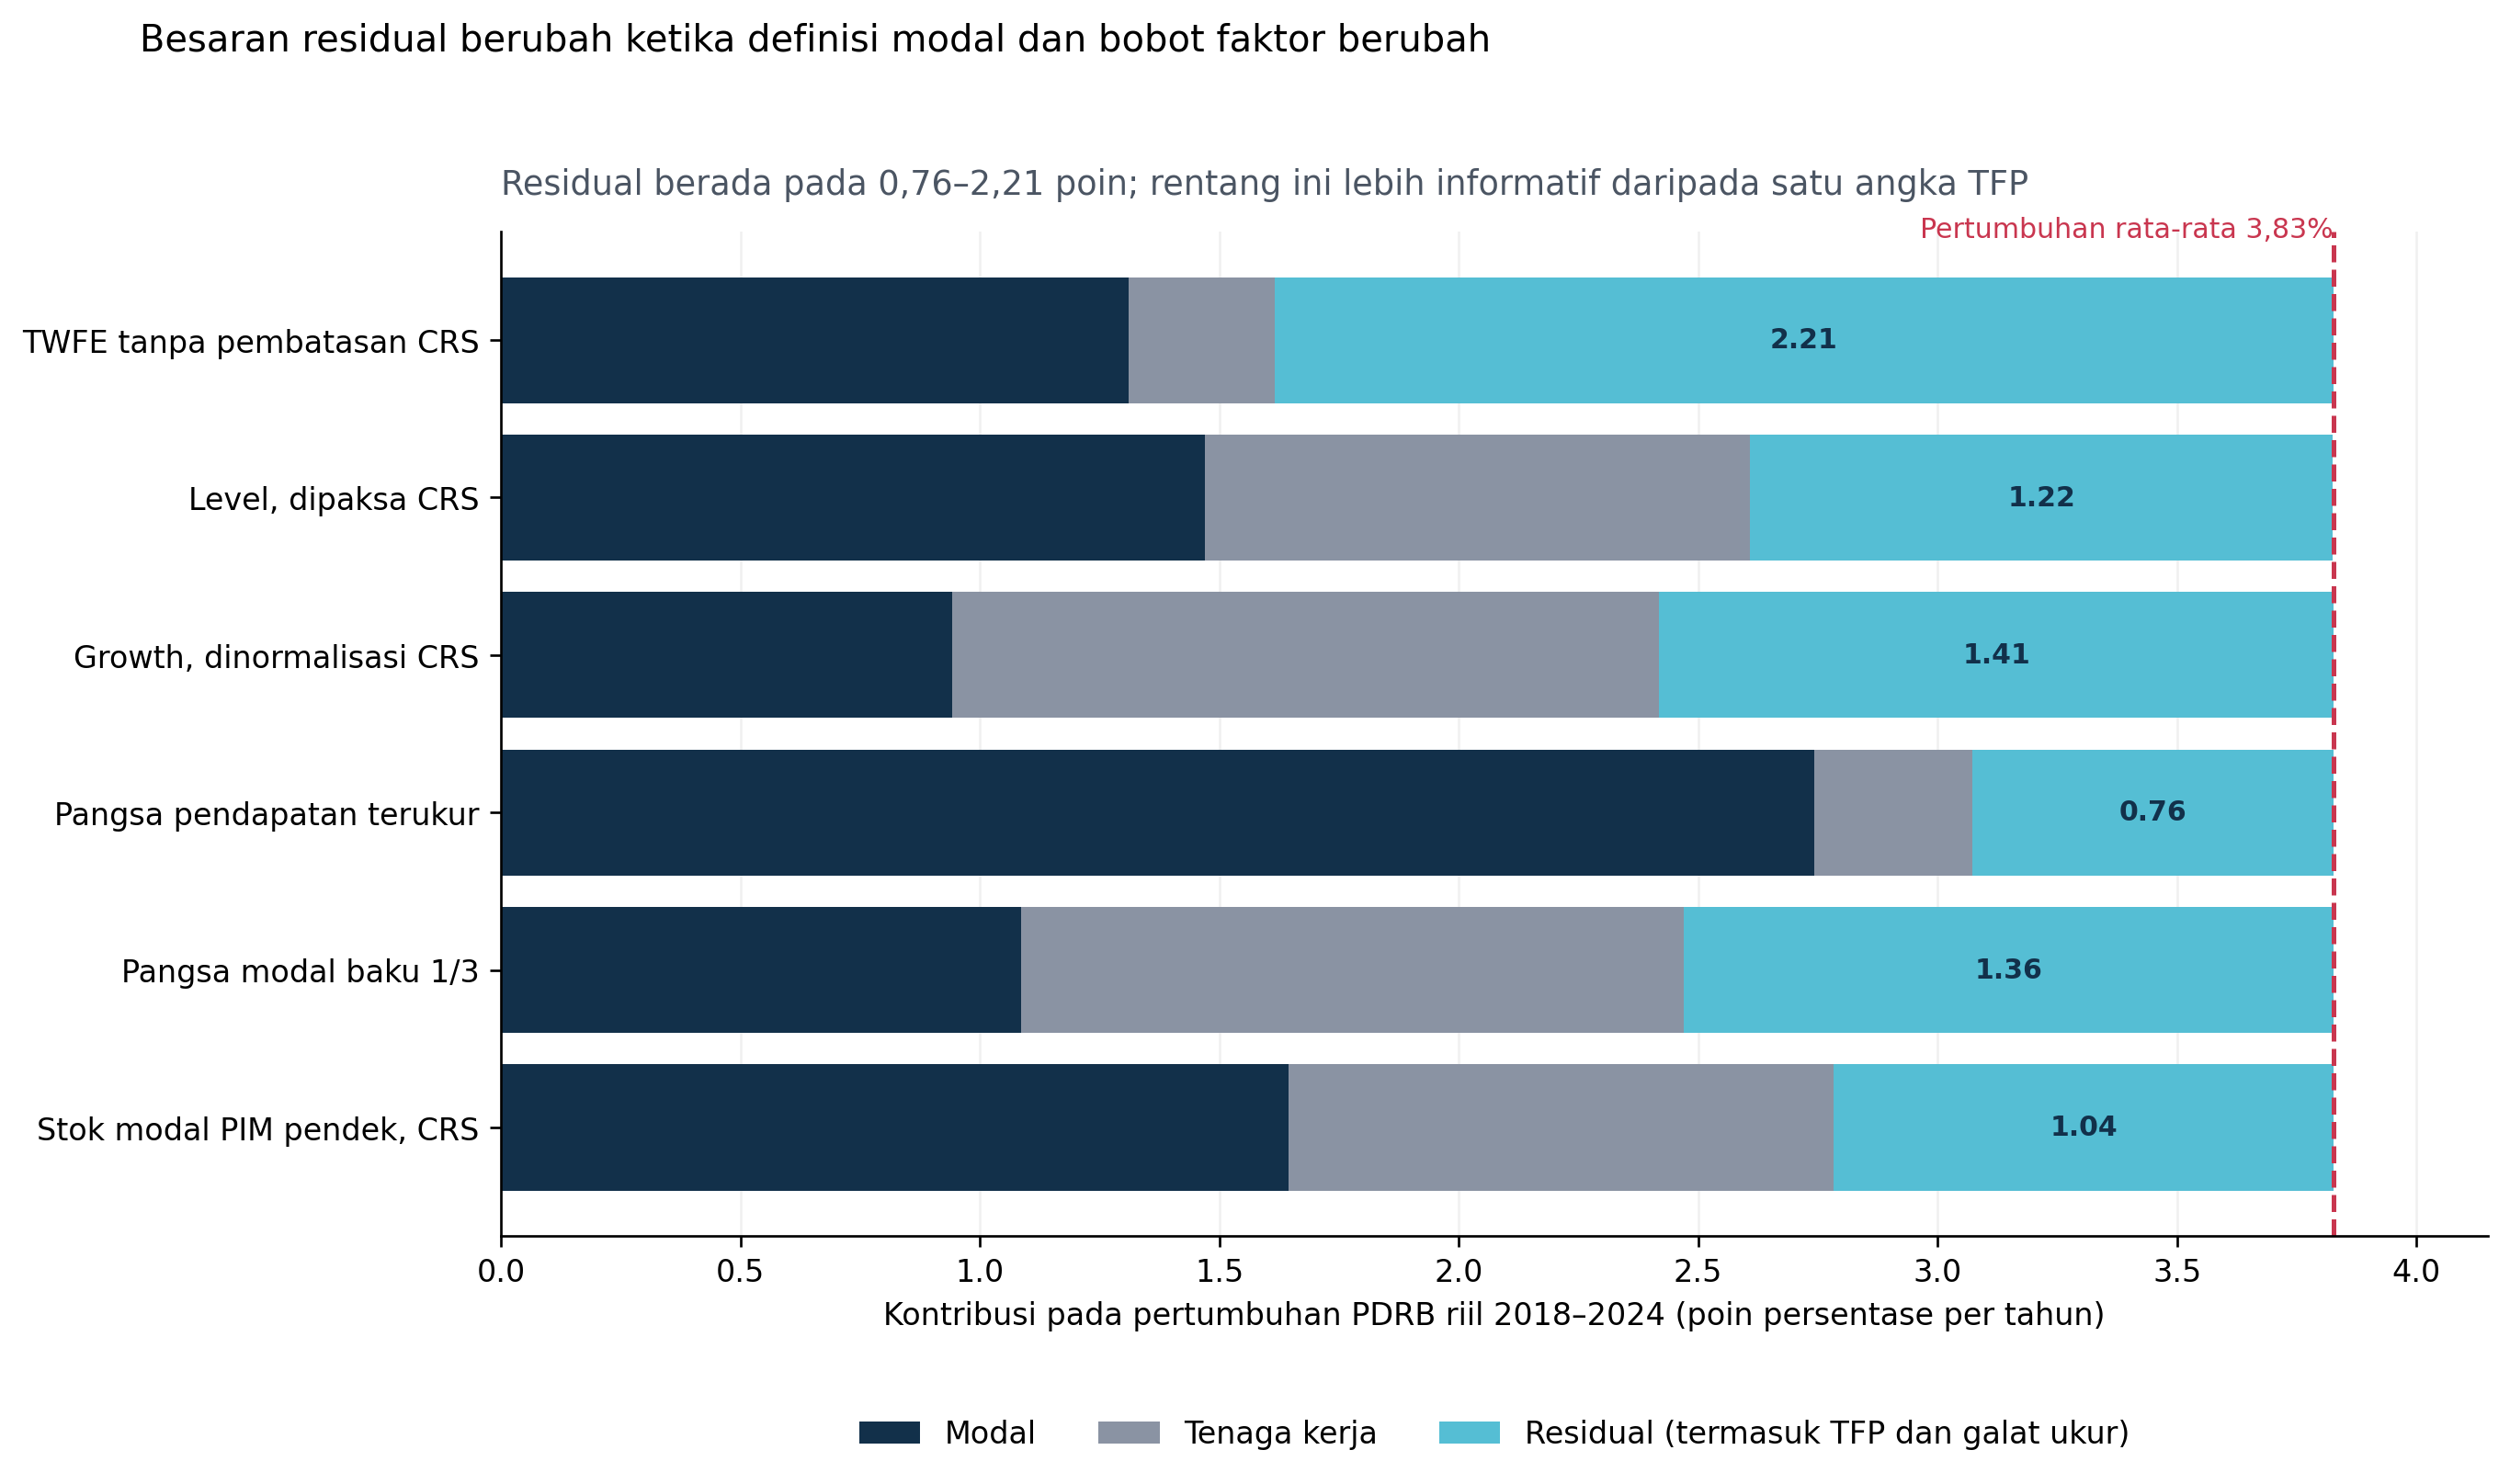 Besaran residual berubah ketika definisi modal dan bobot faktor berubah
Residual berada pada 0,76–2,21 poin; rentang ini lebih informatif daripada satu angka TFP
Pertumbuhan rata-rata 3,83%
TWFE tanpa pembatasan CRS
2.21
Level, dipaksa CRS
1.22
Growth, dinormalisasi CRS
1.41
Pangsa pendapatan terukur
0.76
Pangsa modal baku 1/3
1.36
Stok modal PIM pendek, CRS
1.04
0.0 0.5 1.0 1.5 2.0 2.5 3.0 3.5 4.0
Kontribusi pada pertumbuhan PDRB riil 2018–2024 (poin persentase per tahun)
Modal Tenaga kerja Residual (termasuk TFP dan galat ukur)